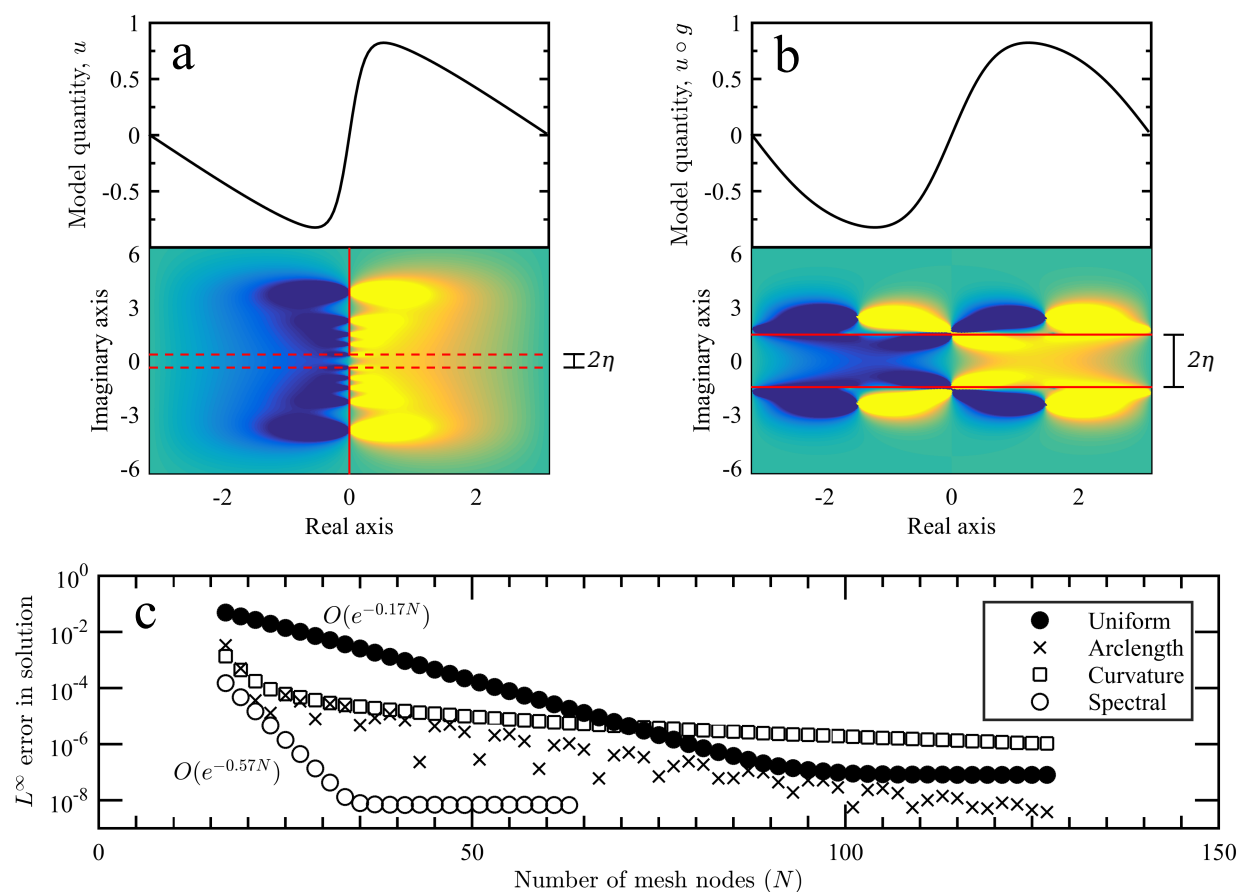 a
Model quantity, u
1
0.5
0
-0.5
Imaginary axis
6
3
0
-3
-6
2η
-2
0
2
Real axis
b
Model quantity, u ∘ g
1
0.5
0
-0.5
Imaginary axis
6
3
0
-3
-6
2η
-2
0
2
Real axis
c
L^∞ error in solution
10^0
10^-2
10^-4
10^-6
10^-8
O(e^{-0.17N})
O(e^{-0.57N})
Uniform
Arclength
Curvature
Spectral
0
50
100
150
Number of mesh nodes (N)